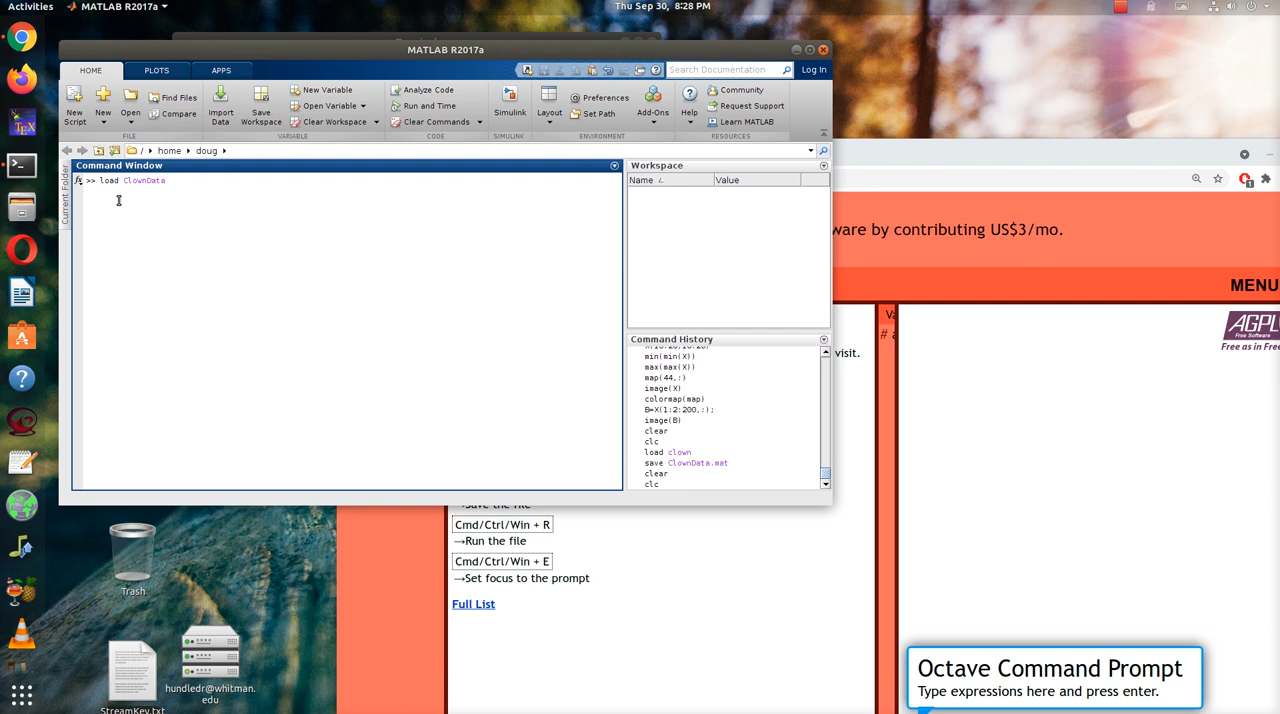 Activities
MATLAB R2017a
Thu Sep 30, 8:28 PM
MATLAB R2017a
HOME
PLOTS
APPS
Search Documentation
Log In
New Script
New
Open
Find Files
Compare
Import Data
Save Workspace
New Variable
Open Variable
Clear Workspace
Analyze Code
Run and Time
Clear Commands
Simulink
Layout
Preferences
Set Path
Add-Ons
Help
Community
Request Support
Learn MATLAB
FILE
VARIABLE
CODE
SIMULINK
ENVIRONMENT
RESOURCES
/ home doug
Current Folder
Command Window
fx >> load ClownData
Workspace
Name
Value
Command History
min(min(X))
max(max(X))
map(44,:)
image(X)
colormap(map)
B=X(1:2:200,:);
image(B)
clear
clc
load clown
save ClownData.mat
clear
clc
ware by contributing US$3/mo.
MENU
Va
#
visit.
AGPL
Free Software
Free as in Free
→Save the file
Cmd/Ctrl/Win + R
→Run the file
Cmd/Ctrl/Win + E
→Set focus to the prompt
Full List
Octave Command Prompt
Type expressions here and press enter.
Trash
StreamKey.txt
hundledr@whitman.
edu